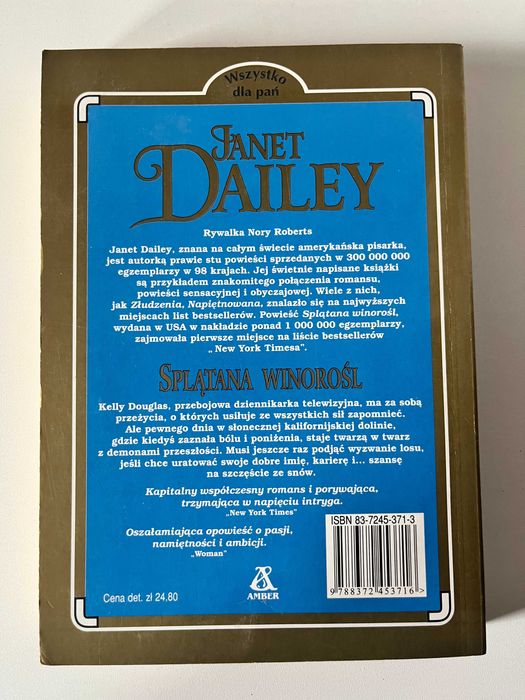 Wszystko
dla pań
JANET
DAILEY
Rywalka Nory Roberts
Janet Dailey, znana na całym świecie amerykańska pisarka,
jest autorką prawie stu powieści sprzedanych w 300 000 000
egzemplarzy w 98 krajach. Jej świetnie napisane książki
są przykładem znakomitego połączenia romansu,
powieści sensacyjnej i obyczajowej. Wiele z nich,
jak Złudzenia, Napiętnowana, znalazło się na najwyższych
miejscach list bestsellerów. Powieść Splątana winorośl,
wydana w USA w nakładzie ponad 1 000 000 egzemplarzy,
zajmowała pierwsze miejsce na liście bestsellerów
„ New York Timesa".
SPLĄTANA WINOROŚL
Kelly Douglas, przebojowa dziennikarka telewizyjna, ma za sobą
przeżycia, o których usiłuje ze wszystkich sił zapomnieć.
Ale pewnego dnia w słonecznej kalifornijskiej dolinie,
gdzie kiedyś zaznała bólu i poniżenia, staje twarzą w twarz
z demonami przeszłości. Musi jeszcze raz podjąć wyzwanie losu,
jeśli chce uratować swoje dobre imię, karierę i... szansę
na szczęście ze snów.
Kapitalny współczesny romans i porywająca,
trzymająca w napięciu intryga.
„New York Times"
Oszałamiająca opowieść o pasji,
namiętności i ambicji.
„Woman"
ISBN 83-7245-371-3
9 788372 453716 >
AMBER
Cena det. zł 24,80